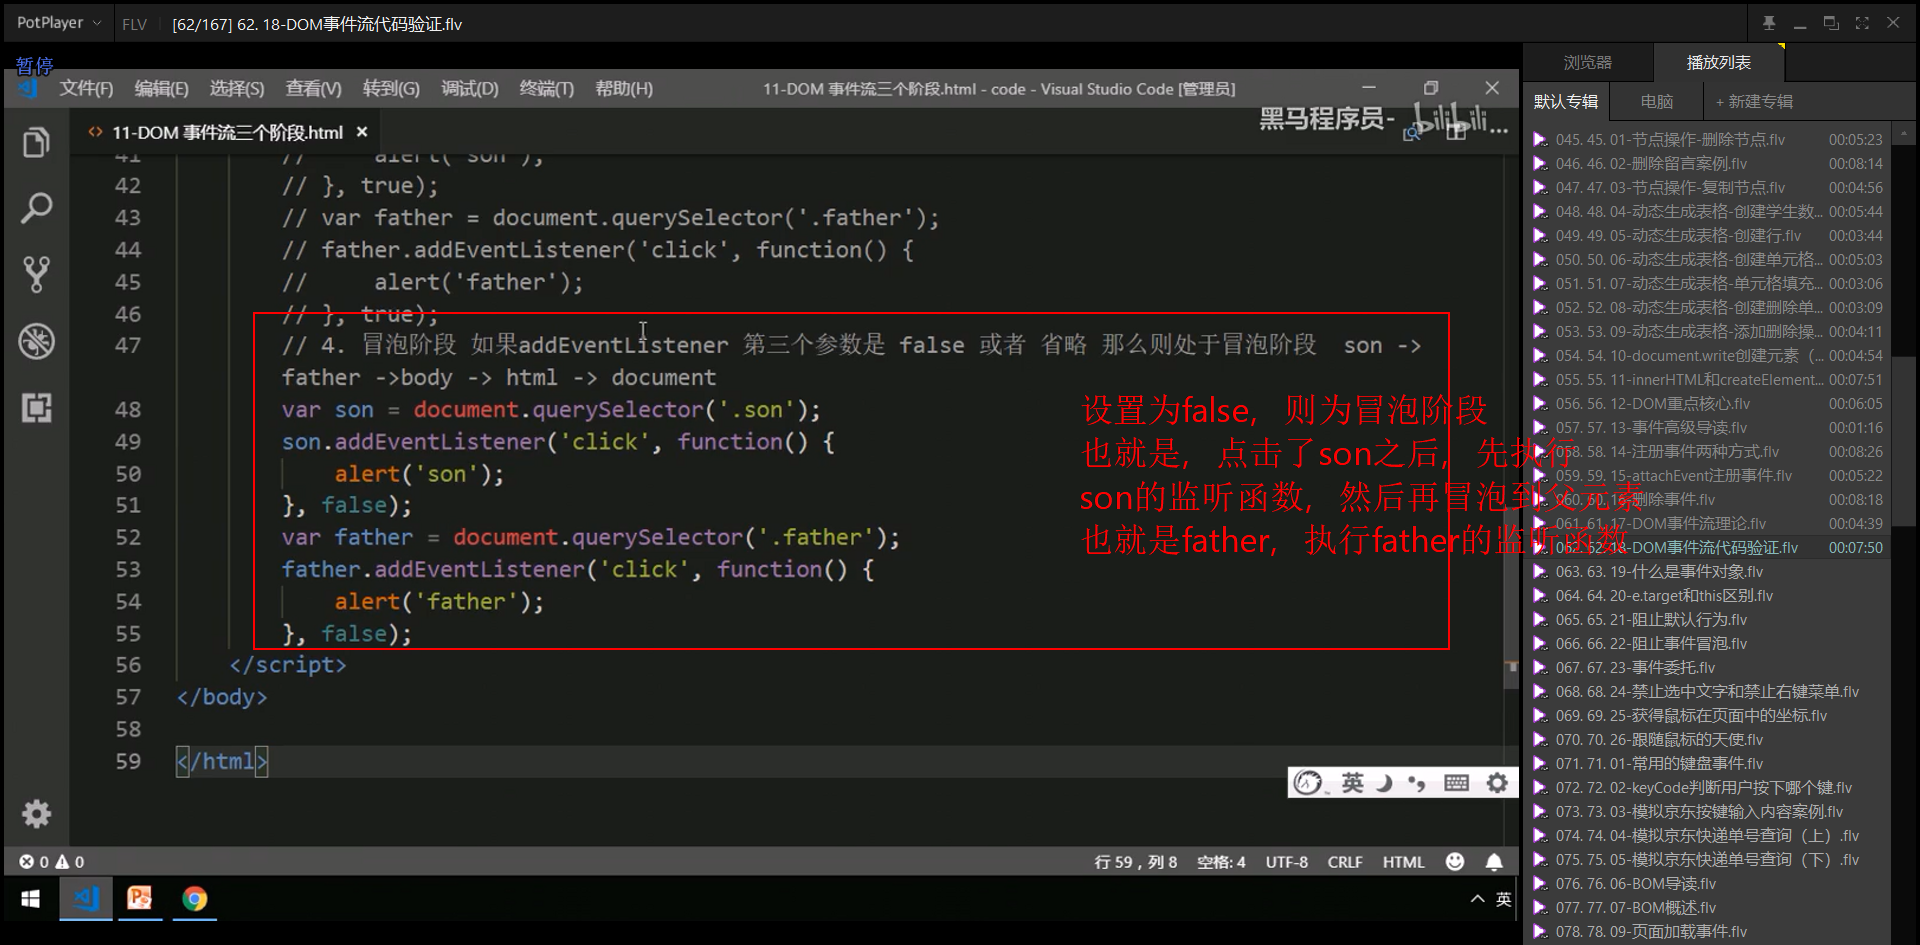 PotPlayer
FLV
[62/167] 62. 18-DOM事件流代码验证.flv
暂停
文件(F) 编辑(E) 选择(S) 查看(V) 转到(G) 调试(D) 终端(T) 帮助(H)
11-DOM 事件流三个阶段.html - code - Visual Studio Code [管理员]
11-DOM 事件流三个阶段.html
黑马程序员-
bilibili
41 // alert('son');
42 // }, true);
43 // var father = document.querySelector('.father');
44 // father.addEventListener('click', function() {
45 // alert('father');
46 // }, true);
47 // 4. 冒泡阶段 如果addEventListener 第三个参数是 false 或者 省略 那么则处于冒泡阶段 son ->
father ->body -> html -> document
48 var son = document.querySelector('.son');
49 son.addEventListener('click', function() {
50 alert('son');
51 }, false);
52 var father = document.querySelector('.father');
53 father.addEventListener('click', function() {
54 alert('father');
55 }, false);
56 </script>
57 </body>
58
59 </html>
设置为false，则为冒泡阶段
也就是，点击了son之后，先执行
son的监听函数，然后再冒泡到父元素
也就是father，执行father的监听函数
英
0 0
行 59，列 8 空格: 4 UTF-8 CRLF HTML
英
浏览器 播放列表
默认专辑 电脑 + 新建专辑
045. 45. 01-节点操作-删除节点.flv 00:05:23
046. 46. 02-删除留言案例.flv 00:08:14
047. 47. 03-节点操作-复制节点.flv 00:04:56
048. 48. 04-动态生成表格-创建学生数... 00:05:44
049. 49. 05-动态生成表格-创建行.flv 00:03:44
050. 50. 06-动态生成表格-创建单元格... 00:05:03
051. 51. 07-动态生成表格-单元格填充... 00:03:06
052. 52. 08-动态生成表格-创建删除单... 00:03:09
053. 53. 09-动态生成表格-添加删除操... 00:04:11
054. 54. 10-document.write创建元素（... 00:04:54
055. 55. 11-innerHTML和createElement... 00:07:51
056. 56. 12-DOM重点核心.flv 00:06:05
057. 57. 13-事件高级导读.flv 00:01:16
058. 58. 14-注册事件两种方式.flv 00:08:26
059. 59. 15-attachEvent注册事件.flv 00:05:22
060. 60. 16-删除事件.flv 00:08:18
061. 61. 17-DOM事件流理论.flv 00:04:39
062. 62. 18-DOM事件流代码验证.flv 00:07:50
063. 63. 19-什么是事件对象.flv
064. 64. 20-e.target和this区别.flv
065. 65. 21-阻止默认行为.flv
066. 66. 22-阻止事件冒泡.flv
067. 67. 23-事件委托.flv
068. 68. 24-禁止选中文字和禁止右键菜单.flv
069. 69. 25-获得鼠标在页面中的坐标.flv
070. 70. 26-跟随鼠标的天使.flv
071. 71. 01-常用的键盘事件.flv
072. 72. 02-keyCode判断用户按下哪个键.flv
073. 73. 03-模拟京东按键输入内容案例.flv
074. 74. 04-模拟京东快递单号查询（上）.flv
075. 75. 05-模拟京东快递单号查询（下）.flv
076. 76. 06-BOM导读.flv
077. 77. 07-BOM概述.flv
078. 78. 09-页面加载事件.flv